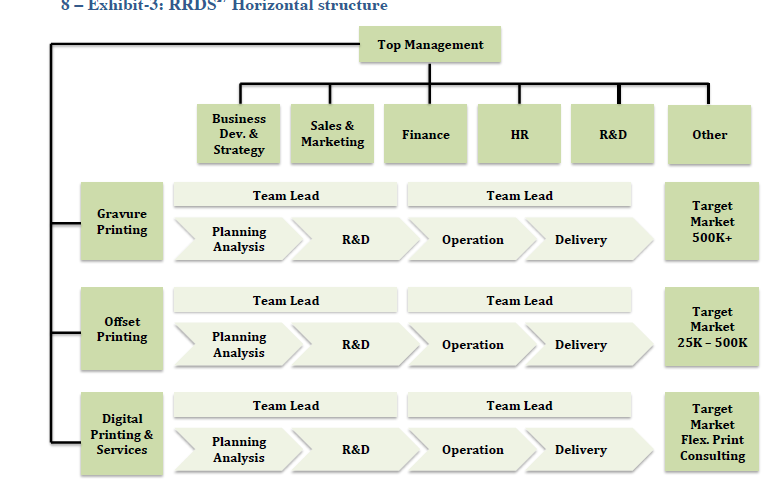 8 – Exhibit-3: RRDS Horizontal structure
Top Management
Business
Dev. &
Strategy
Sales &
Marketing
Finance
HR
R&D
Other
Gravure
Printing
Team Lead
Team Lead
Planning
Analysis
R&D
Operation
Delivery
Target
Market
500K+
Offset
Printing
Team Lead
Team Lead
Planning
Analysis
R&D
Operation
Delivery
Target
Market
25K – 500K
Digital
Printing &
Services
Team Lead
Team Lead
Planning
Analysis
R&D
Operation
Delivery
Target
Market
Flex. Print
Consulting